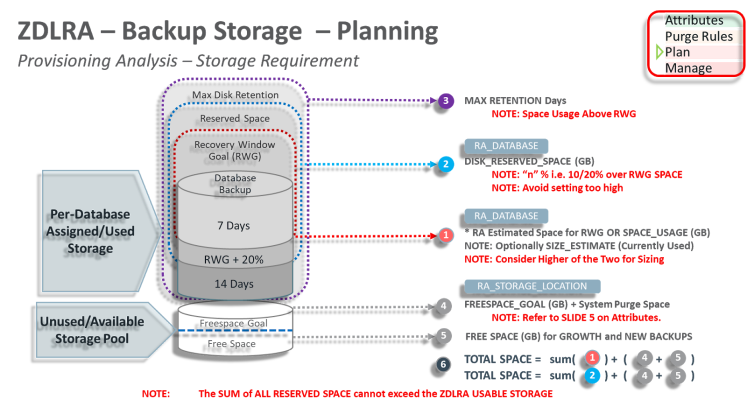 ZDLRA – Backup Storage – Planning
Provisioning Analysis – Storage Requirement
Attributes
Purge Rules
Plan
Manage
Max Disk Retention
Reserved Space
Recovery Window
Goal (RWG)
Database
Backup
7 Days
RWG + 20%
14 Days
Freespace Goal
Free Space
Per-Database
Assigned/Used
Storage
Unused/Available
Storage Pool
3 MAX RETENTION Days
NOTE: Space Usage Above RWG
RA_DATABASE
2 DISK_RESERVED_SPACE (GB)
NOTE: “n” % i.e. 10/20% over RWG SPACE
NOTE: Avoid setting too high
RA_DATABASE
1 * RA Estimated Space for RWG OR SPACE_USAGE (GB)
NOTE: Optionally SIZE_ESTIMATE (Currently Used)
NOTE: Consider Higher of the Two for Sizing
RA_STORAGE_LOCATION
4 FREESPACE_GOAL (GB) + System Purge Space
NOTE: Refer to SLIDE 5 on Attributes.
5 FREE SPACE (GB) for GROWTH and NEW BACKUPS
6 TOTAL SPACE = sum( 1 ) + ( 4 + 5 )
TOTAL SPACE = sum( 2 ) + ( 4 + 5 )
NOTE: The SUM of ALL RESERVED SPACE cannot exceed the ZDLRA USABLE STORAGE